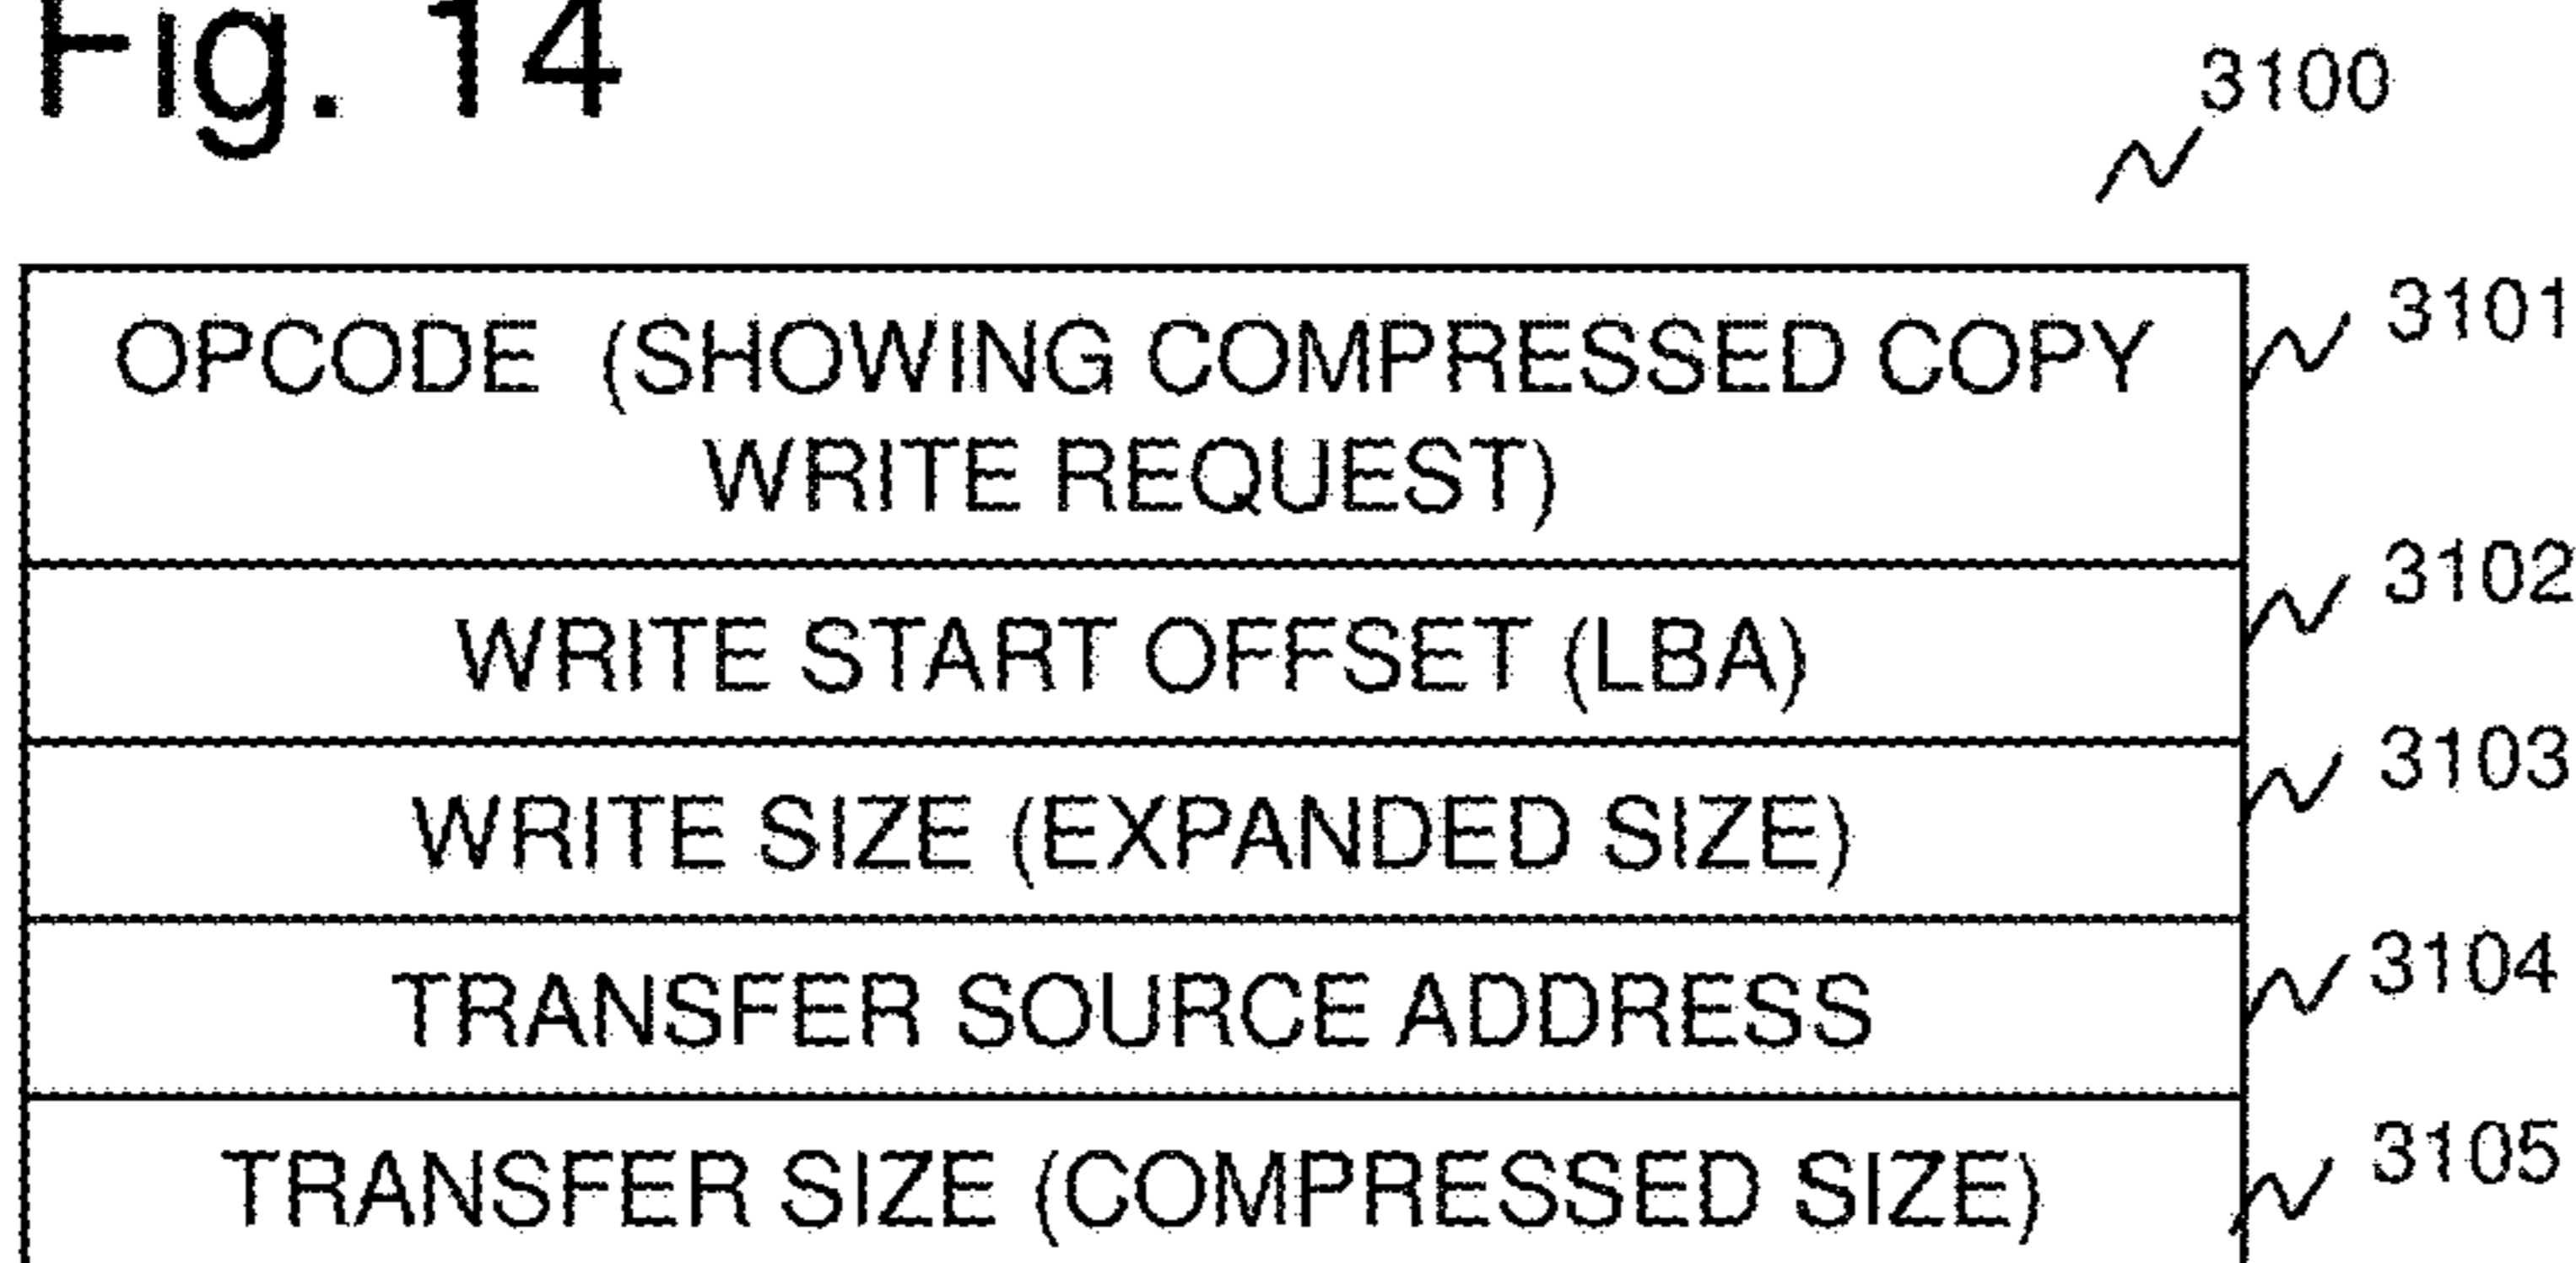 Fig. 14
3100
OPCODE (SHOWING COMPRESSED COPY
WRITE REQUEST)
3101
WRITE START OFFSET (LBA)
3102
WRITE SIZE (EXPANDED SIZE)
3103
TRANSFER SOURCE ADDRESS
3104
TRANSFER SIZE (COMPRESSED SIZE)
3105